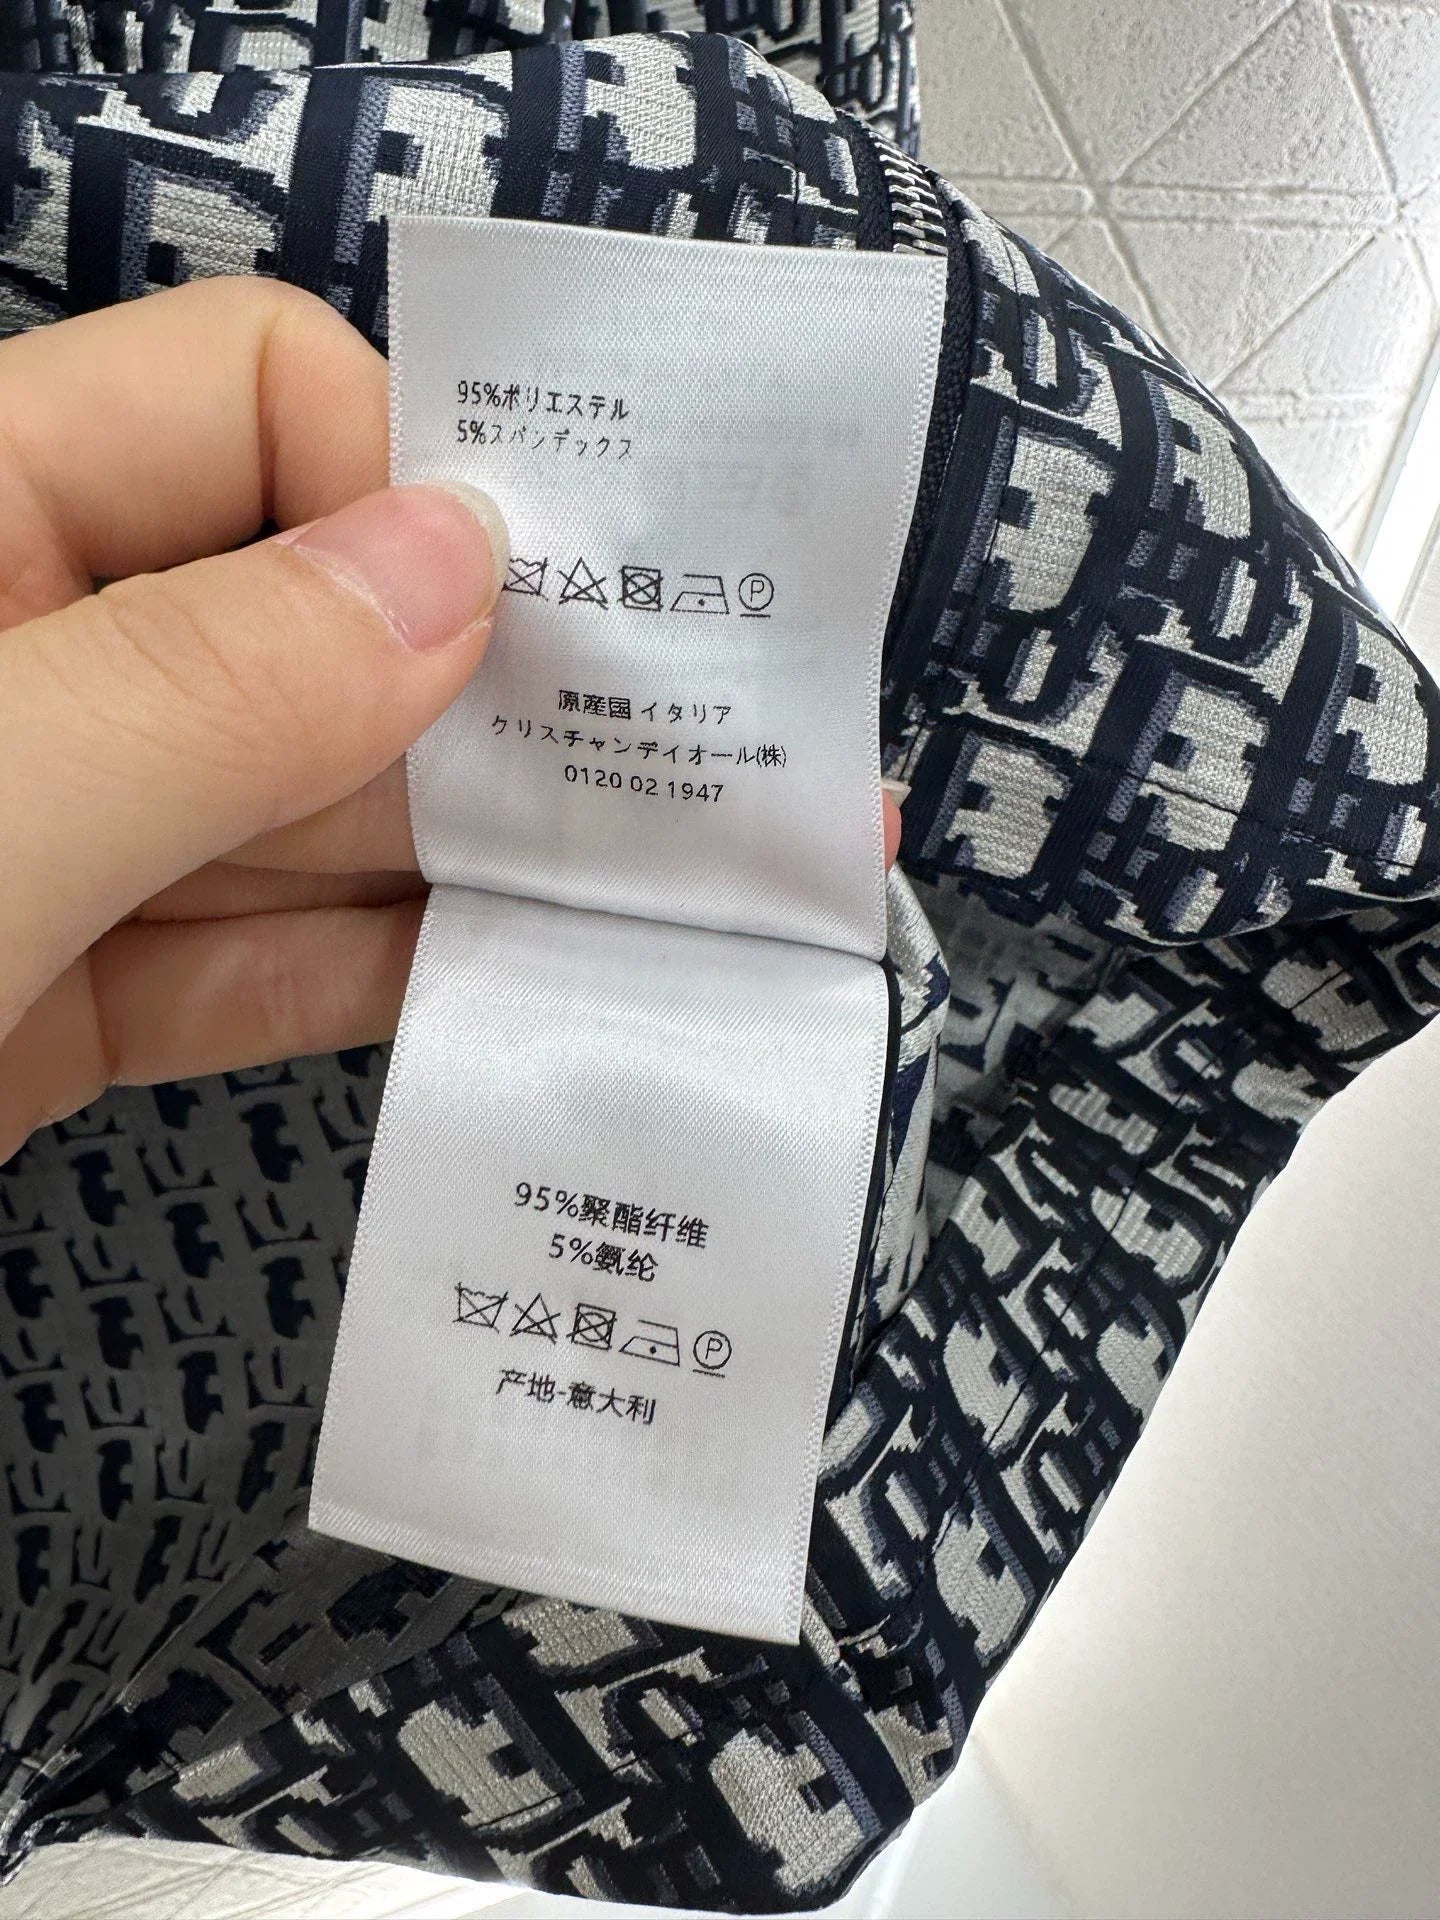 95%ポリエステル
5%スパンデックス
P
原産国 イタリア
クリスチャンディオール(株)
0120 02 1947
95%聚酯纤维
5%氨纶
P
产地-意大利